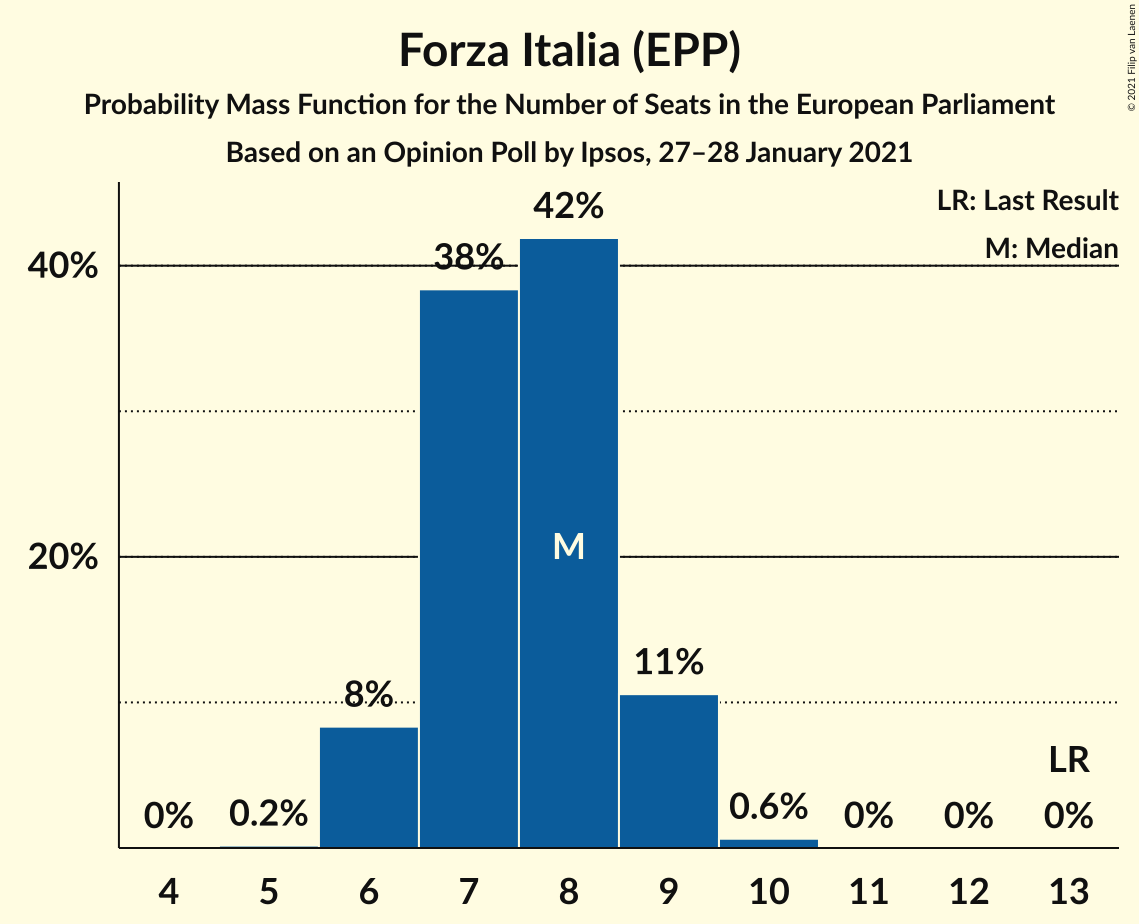 Forza Italia (EPP)
Probability Mass Function for the Number of Seats in the European Parliament
Based on an Opinion Poll by Ipsos, 27–28 January 2021
© 2021 Filip van Laenen
LR: Last Result
M: Median
40%
20%
0%
0.2%
8%
38%
42%
M
11%
0.6%
0%
0%
LR
0%
4 5 6 7 8 9 10 11 12 13